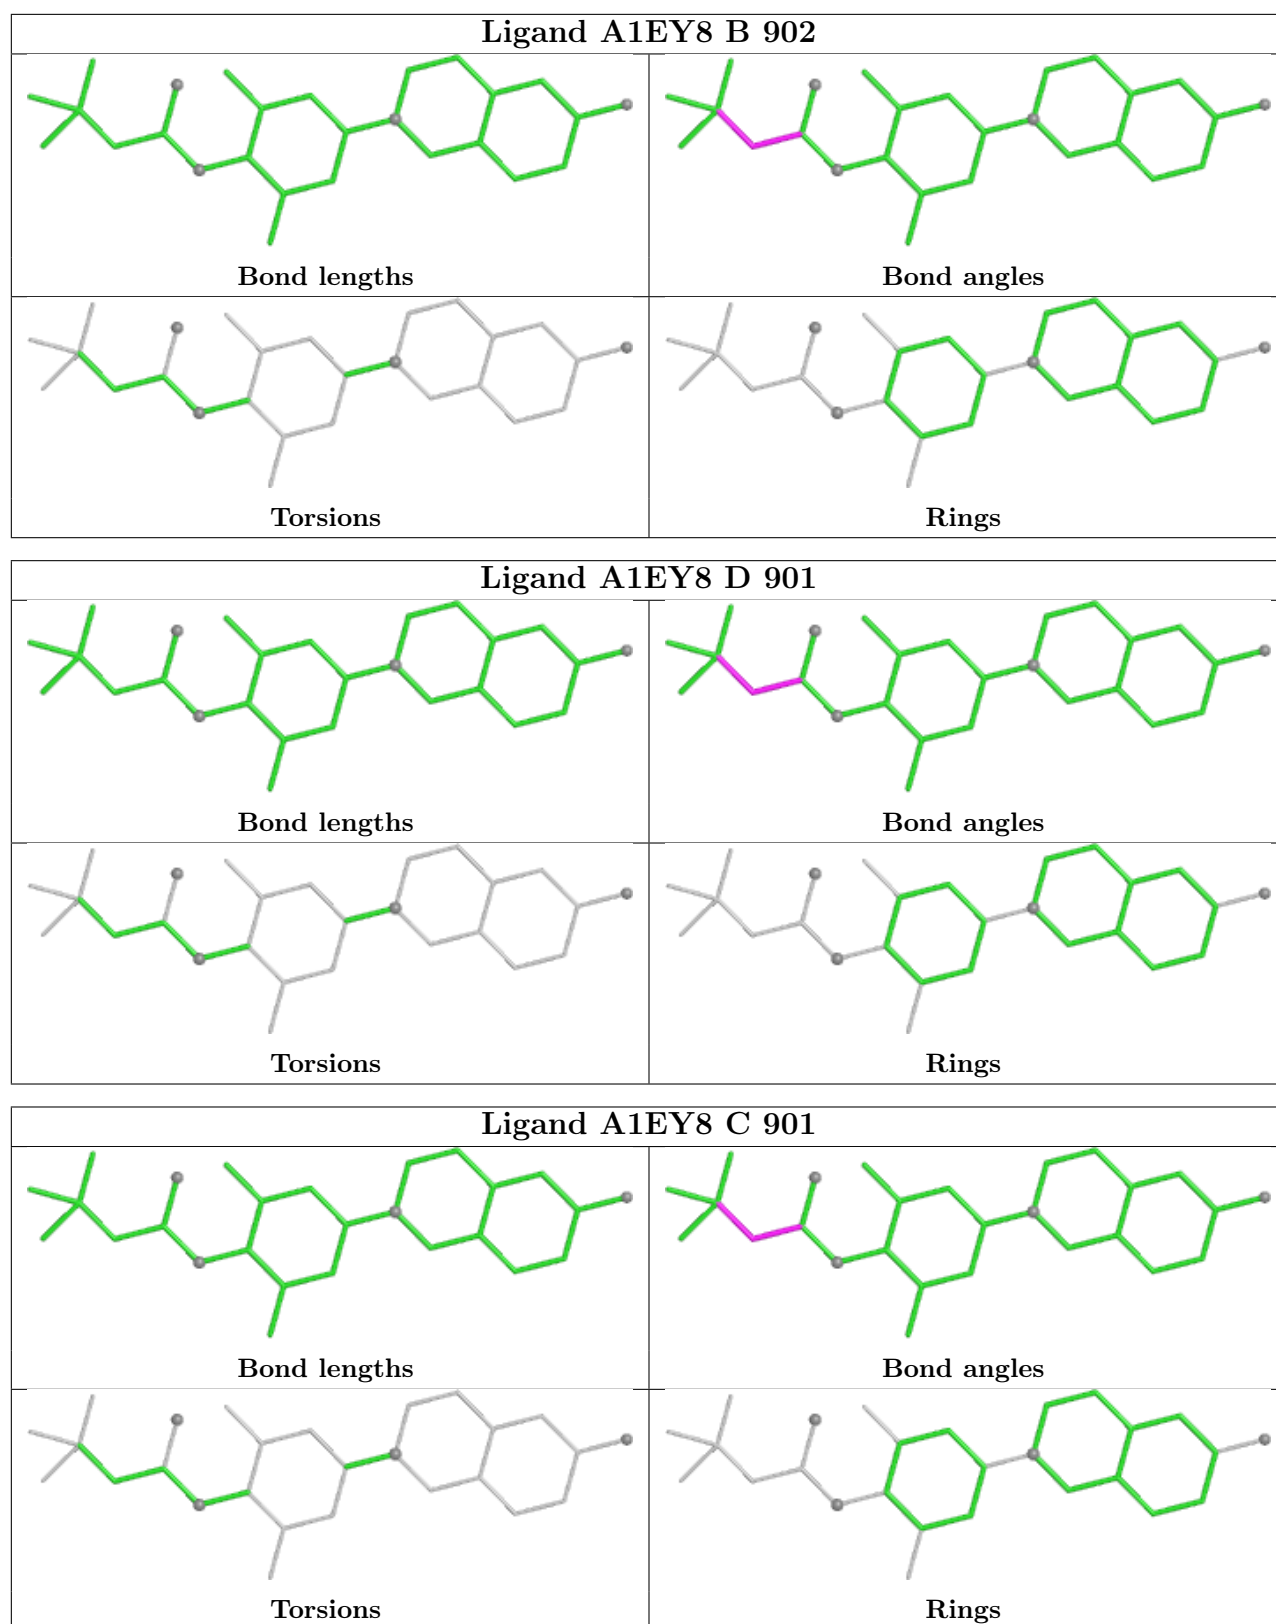 Ligand A1EY8 B 902
Bond lengths
Bond angles
Torsions
Rings
Ligand A1EY8 D 901
Bond lengths
Bond angles
Torsions
Rings
Ligand A1EY8 C 901
Bond lengths
Bond angles
Torsions
Rings